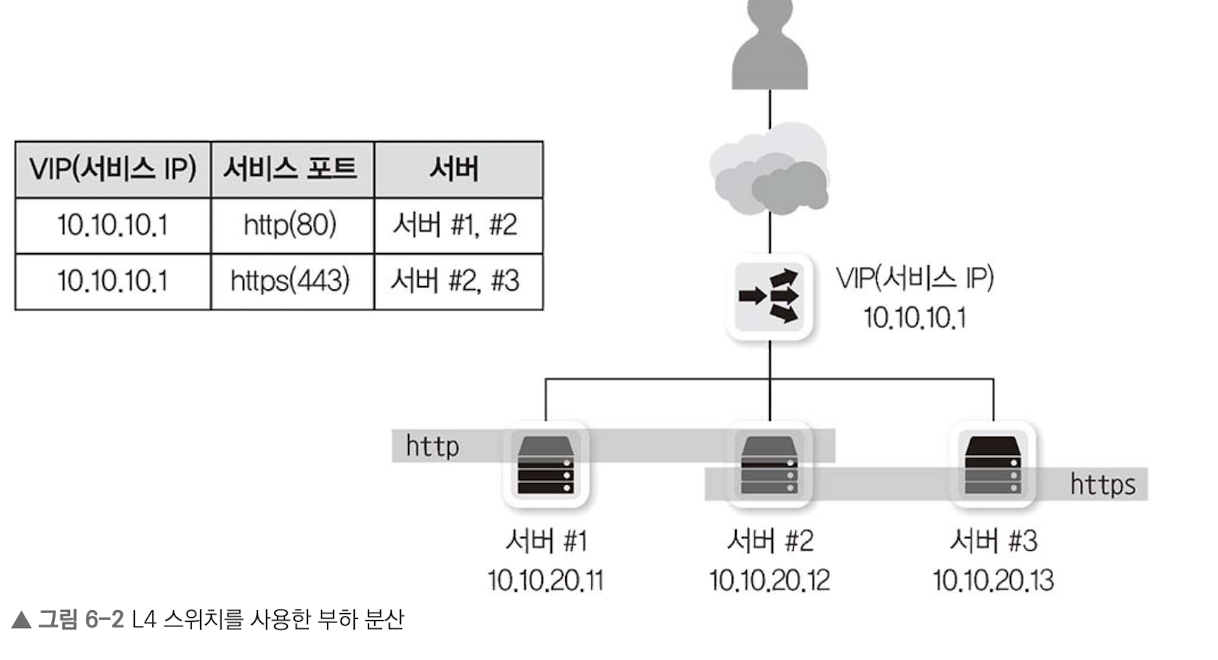 VIP(서비스 IP) 서비스 포트 서버
10.10.10.1 http(80) 서버 #1, #2
10.10.10.1 https(443) 서버 #2, #3
VIP(서비스 IP)
10.10.10.1
http
https
서버 #1 서버 #2 서버 #3
10.10.20.11 10.10.20.12 10.10.20.13
▲ 그림 6-2 L4 스위치를 사용한 부하 분산